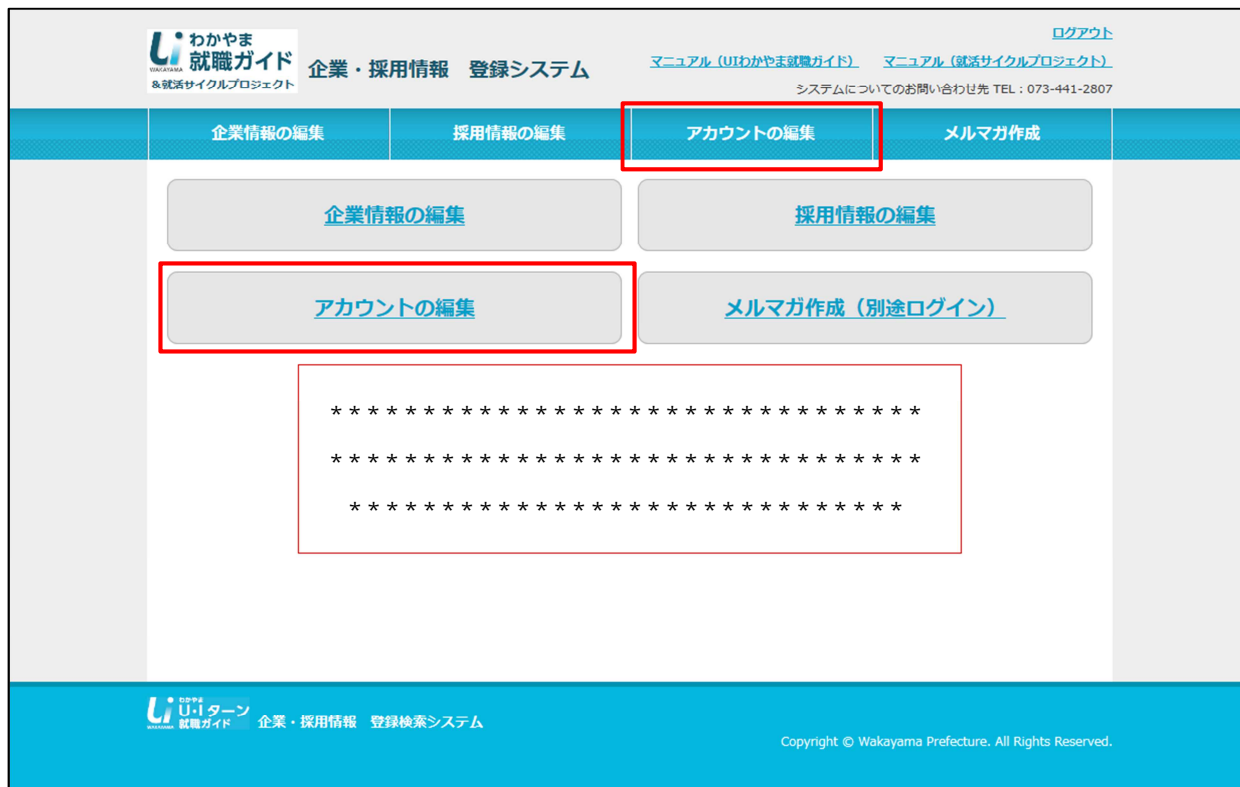 ログアウト
わかやま
就職ガイド
WAKAYAMA
&就活サイクルプロジェクト
企業・採用情報 登録システム
マニュアル（UIわかやま就職ガイド） マニュアル（就活サイクルプロジェクト）
システムについてのお問い合わせ先 TEL：073-441-2807
企業情報の編集 採用情報の編集 アカウントの編集 メルマガ作成
企業情報の編集 採用情報の編集
アカウントの編集 メルマガ作成（別途ログイン）
＊＊＊＊＊＊＊＊＊＊＊＊＊＊＊＊＊＊＊＊＊＊＊＊＊＊＊＊＊＊＊＊
＊＊＊＊＊＊＊＊＊＊＊＊＊＊＊＊＊＊＊＊＊＊＊＊＊＊＊＊＊＊＊＊
＊＊＊＊＊＊＊＊＊＊＊＊＊＊＊＊＊＊＊＊＊＊＊＊＊＊＊＊＊＊
わかやま
U・Iターン
就職ガイド
WAKAYAMA
企業・採用情報 登録検索システム
Copyright © Wakayama Prefecture. All Rights Reserved.